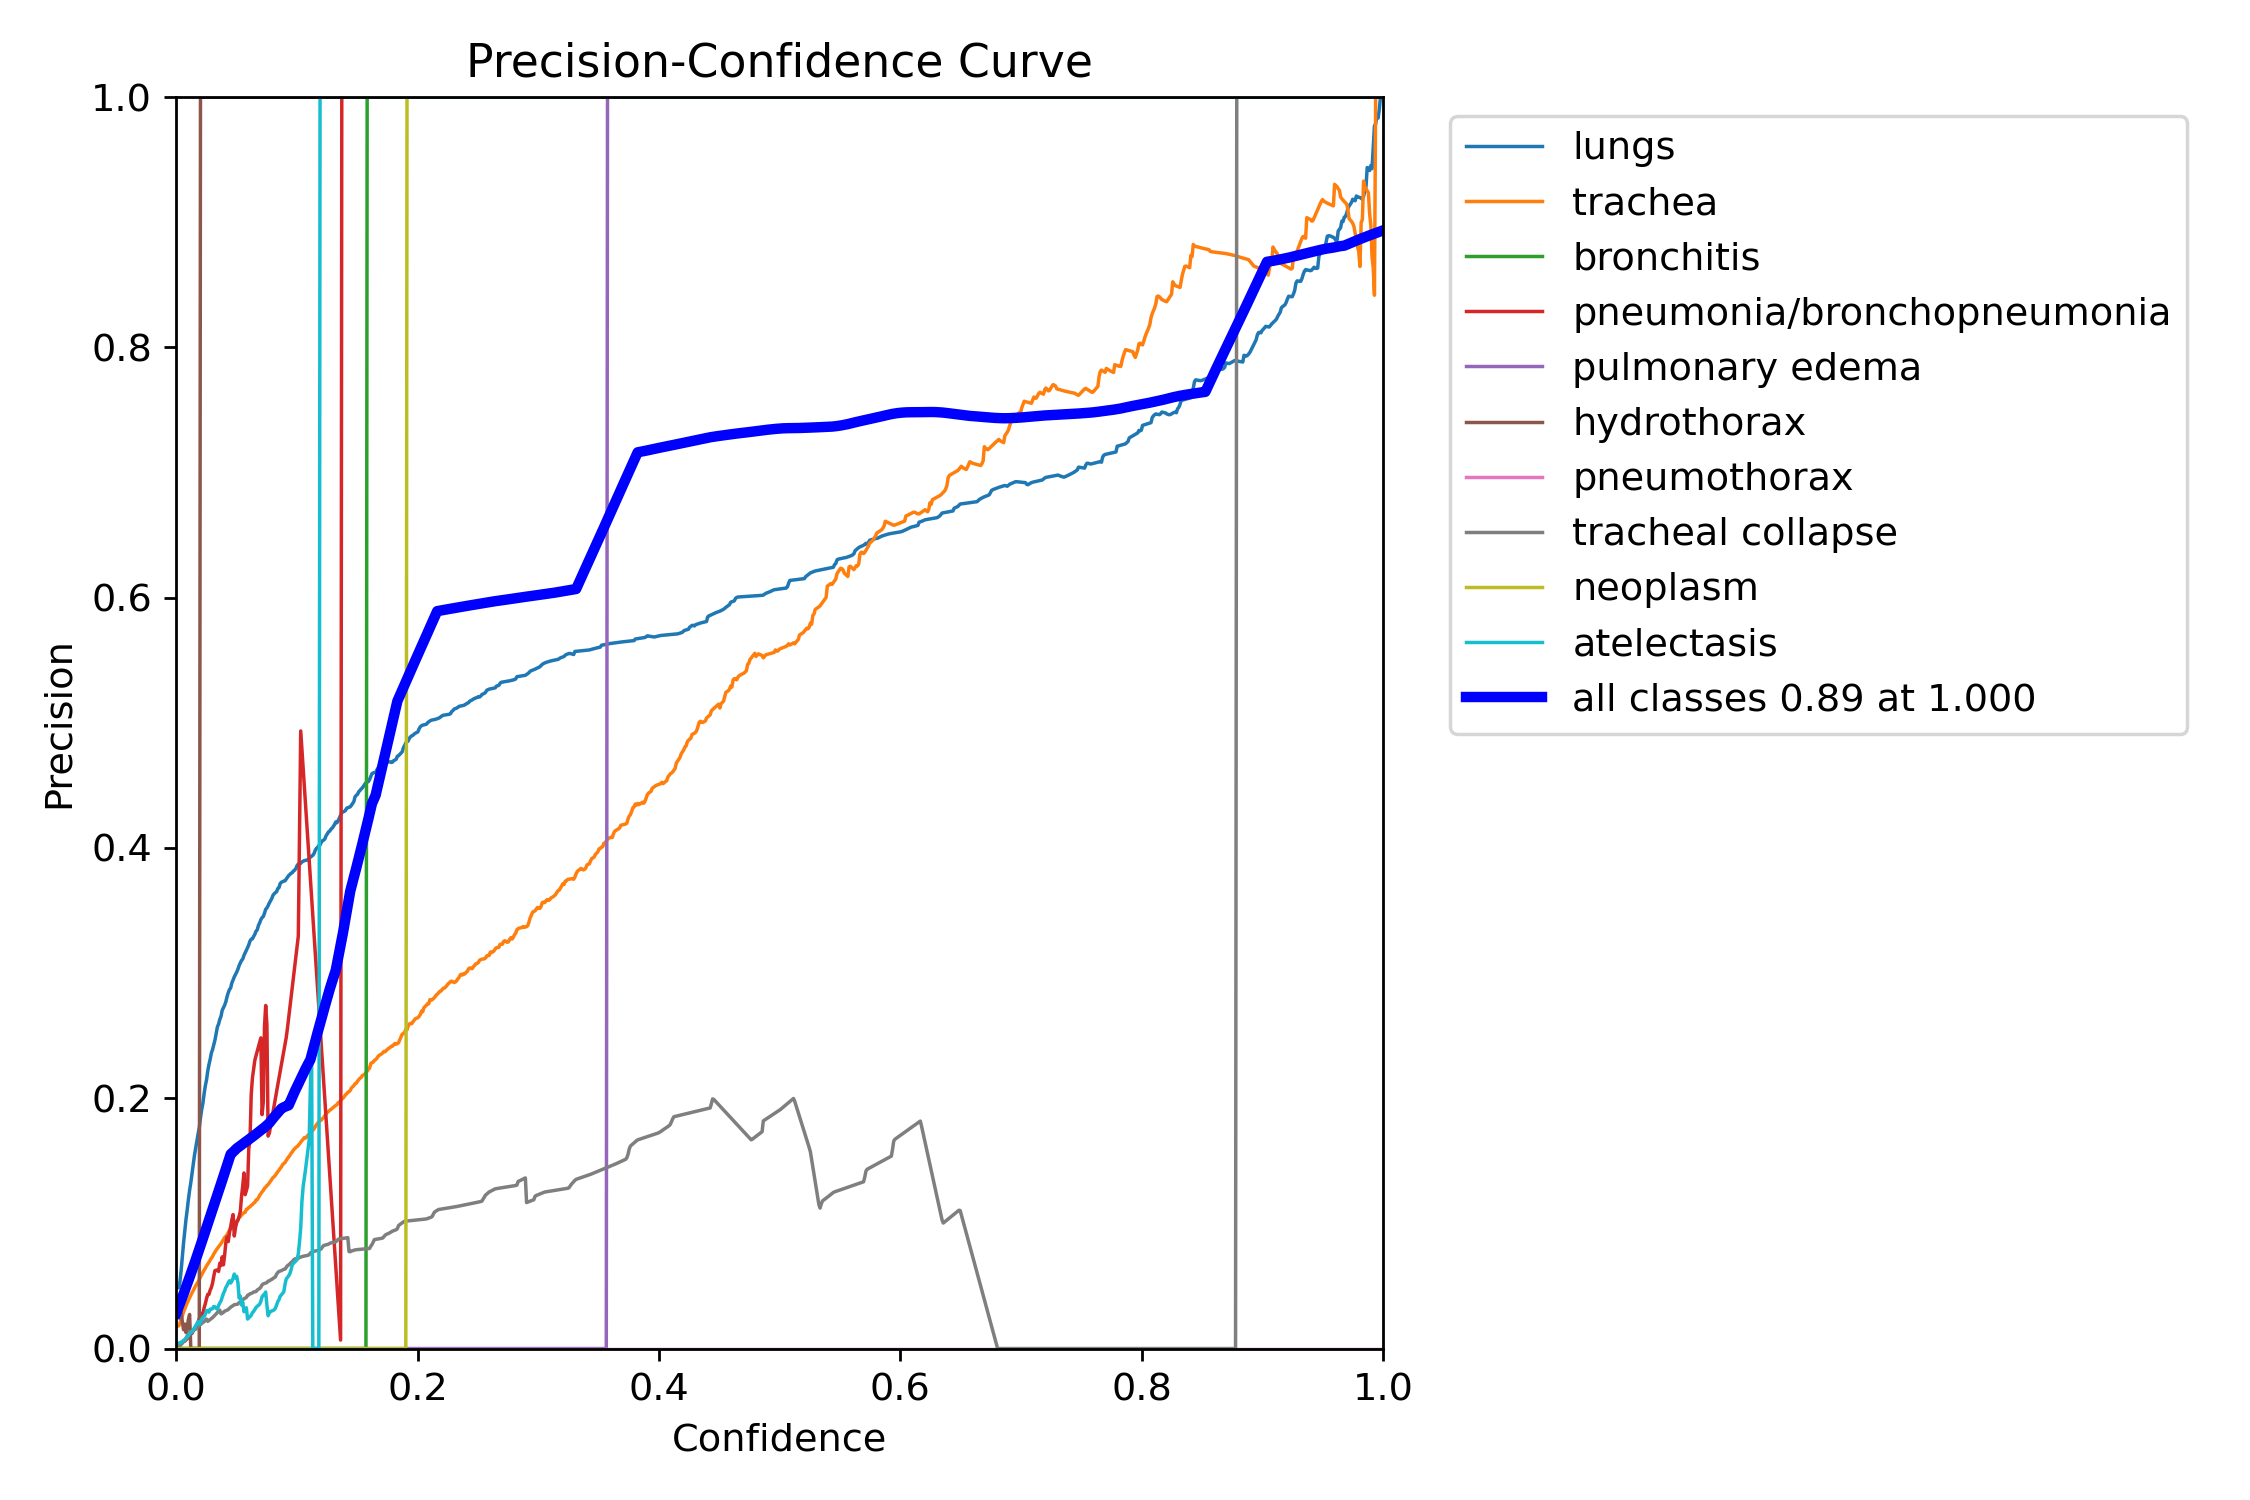 Precision-Confidence Curve
1.0
0.8
0.6
0.4
0.2
0.0
Precision
0.0 0.2 0.4 0.6 0.8 1.0
Confidence
lungs
trachea
bronchitis
pneumonia/bronchopneumonia
pulmonary edema
hydrothorax
pneumothorax
tracheal collapse
neoplasm
atelectasis
all classes 0.89 at 1.000